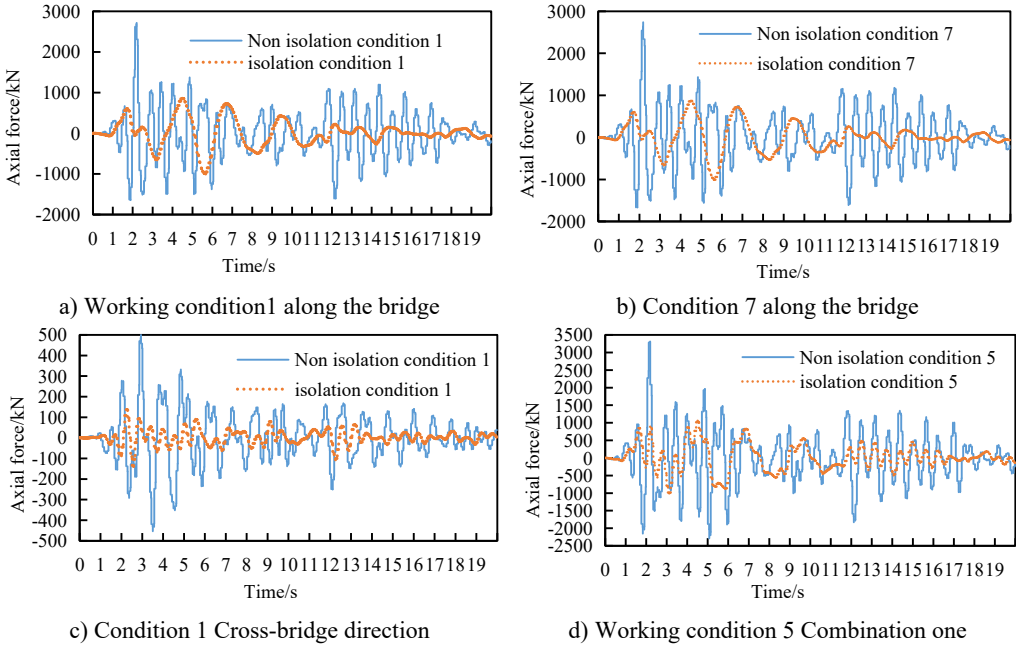 3000
2000
1000
0
-1000
-2000
Axial force/kN
Non isolation condition 1
isolation condition 1
0 1 2 3 4 5 6 7 8 9 10 11 12 13 14 15 16 17 18 19
Time/s
a) Working condition1 along the bridge
3000
2000
1000
0
-1000
-2000
Axial force/kN
Non isolation condition 7
isolation condition 7
0 1 2 3 4 5 6 7 8 9 10 11 12 13 14 15 16 17 18 19
Time/s
b) Condition 7 along the bridge
500
400
300
200
100
0
-100
-200
-300
-400
500
Axial force/kN
Non isolation condition 1
isolation condition 1
0 1 2 3 4 5 6 7 8 9 10 11 12 13 14 15 16 17 18 19
Time/s
c) Condition 1 Cross-bridge direction
3500
3000
2500
2000
1500
1000
500
0
-500
-1000
-1500
-2000
-2500
Axial force/kN
Non isolation condition 5
isolation condition 5
0 1 2 3 4 5 6 7 8 9 10 11 12 13 14 15 16 17 18 19
Time/s
d) Working condition 5 Combination one